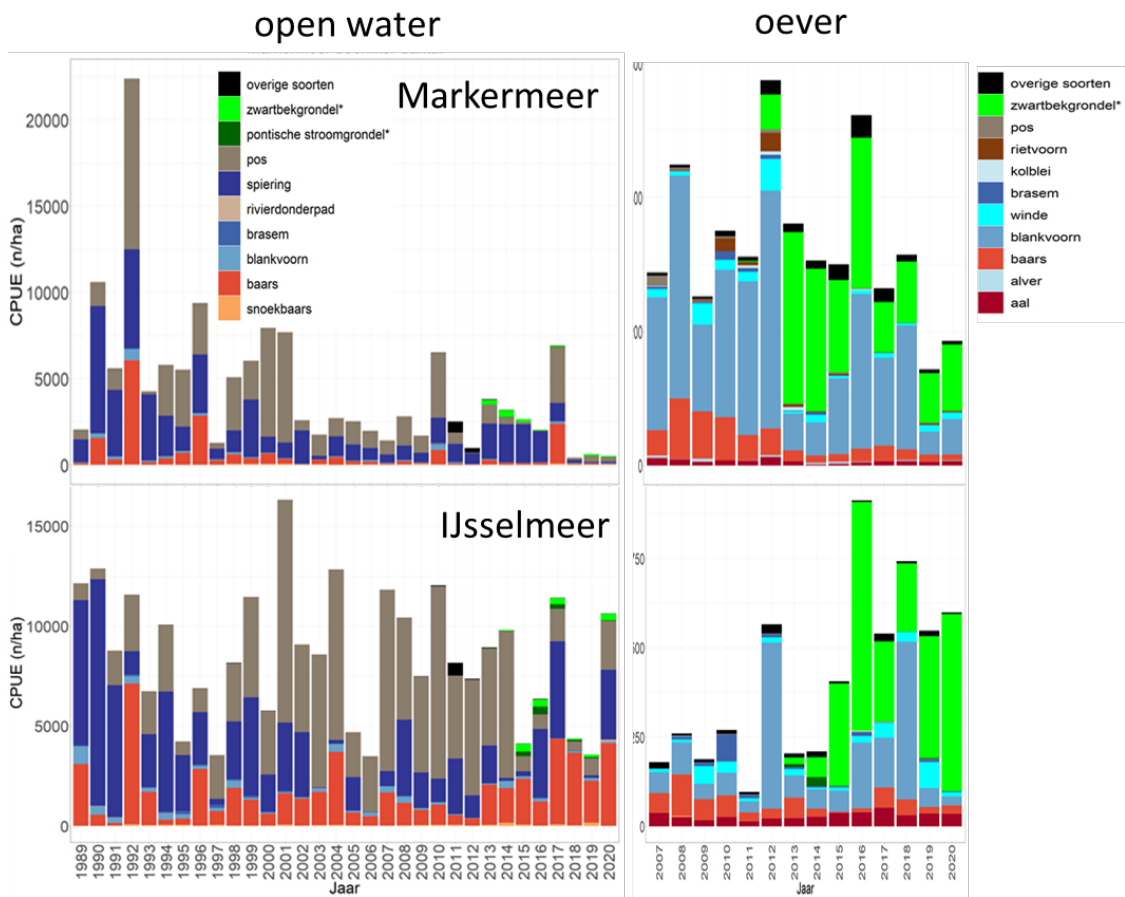 open water
oever
Markermeer
overige soorten
zwartbekgrondel*
pontische stroomgrondel*
pos
spiering
rivierdonderpad
brasem
blankvoorn
baars
snoekbaars
CPUE (n/ha)
20000
15000
10000
5000
0
overige soorten
zwartbekgrondel*
pos
rietvoorn
kolblei
brasem
winde
blankvoorn
baars
alver
aal
IJsselmeer
CPUE (n/ha)
15000
10000
5000
0
750
250
0
1989 1990 1991 1992 1993 1994 1995 1996 1997 1998 1999 2000 2001 2002 2003 2004 2005 2006 2007 2008 2009 2010 2011 2012 2013 2014 2015 2016 2017 2018 2019 2020
Jaar
2007 2008 2009 2010 2011 2012 2013 2014 2015 2016 2017 2018 2019 2020
Jaar